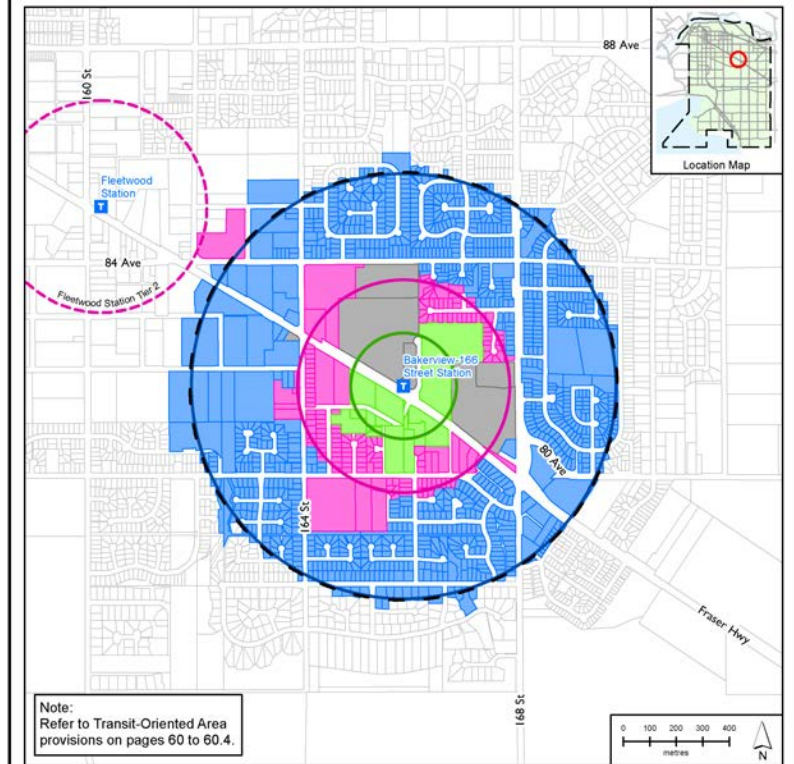 88 Ave
160 St
Location Map
Fleetwood
Station
T
84 Ave
Fleetwood Station Tier 2
Bakerview-166
Street Station
T
80 Ave
164 St
Fraser Hwy
168 St
Note:
Refer to Transit-Oriented Area
provisions on pages 60 to 60.4.
0 100 200 300 400
metres
N